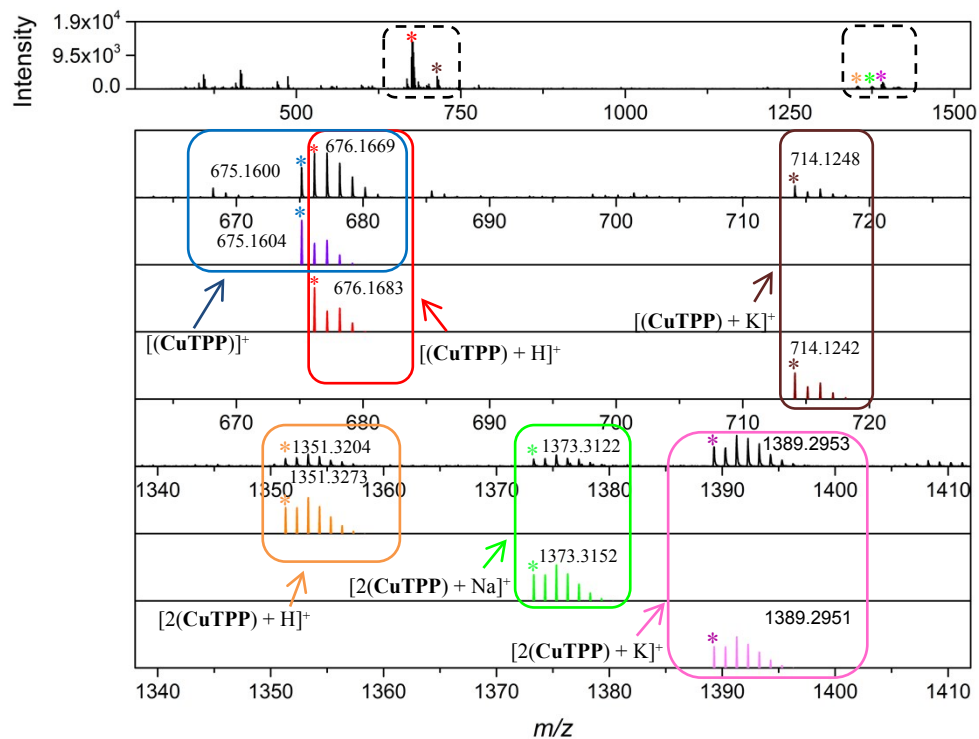 Intensity
1.9x10⁴
9.5x10³
0.0
* * * * *
500 750 1000 1250 1500
675.1600 * * 676.1669 714.1248 *
670 680 690 700 710 720
* 675.1604
* 676.1683
[(CuTPP)]⁺ [(CuTPP) + H]⁺ [(CuTPP) + K]⁺
714.1242 *
670 680 690 700 710 720
* 1351.3204 * 1373.3122 * 1389.2953
1340 1350 1360 1370 1380 1390 1400 1410
1351.3273 *
* 1373.3152
[2(CuTPP) + H]⁺ [2(CuTPP) + Na]⁺
[2(CuTPP) + K]⁺ * 1389.2951
1340 1350 1360 1370 1380 1390 1400 1410
m/z